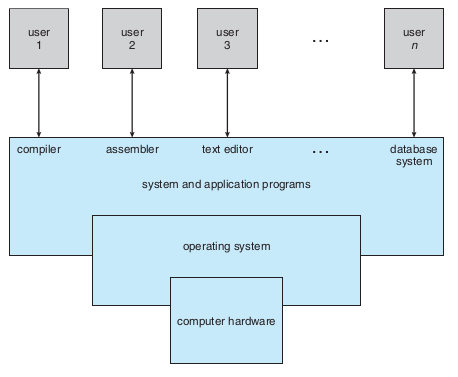 user
1
user
2
user
3
...
user
n
compiler
assembler
text editor
...
database
system
system and application programs
operating system
computer hardware